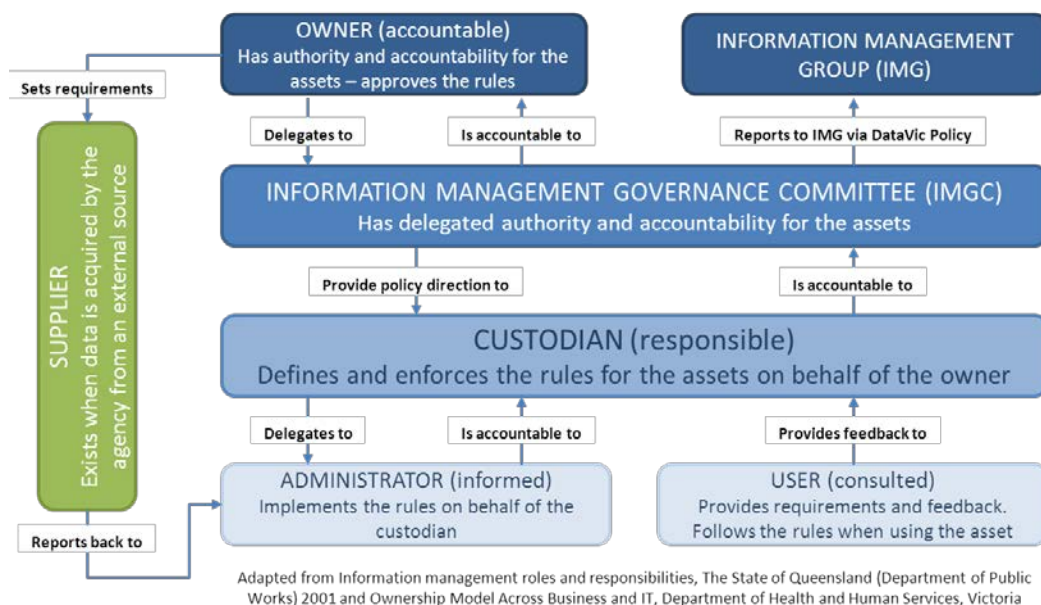 OWNER (accountable)
Has authority and accountability for the
assets – approves the rules
INFORMATION MANAGEMENT
GROUP (IMG)
Sets requirements
Delegates to
Is accountable to
Reports to IMG via DataVic Policy
SUPPLIER
Exists when data is acquired by the
agency from an external source
INFORMATION MANAGEMENT GOVERNANCE COMMITTEE (IMGC)
Has delegated authority and accountability for the assets
Provide policy direction to
Is accountable to
CUSTODIAN (responsible)
Defines and enforces the rules for the assets on behalf of the owner
Delegates to
Is accountable to
Provides feedback to
ADMINISTRATOR (informed)
Implements the rules on behalf of the
custodian
USER (consulted)
Provides requirements and feedback.
Follows the rules when using the asset
Reports back to
Adapted from Information management roles and responsibilities, The State of Queensland (Department of Public
Works) 2001 and Ownership Model Across Business and IT, Department of Health and Human Services, Victoria